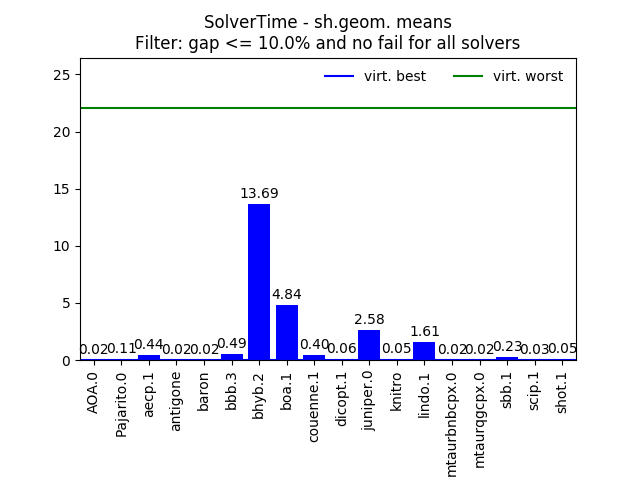 SolverTime - sh.geom. means
Filter: gap <= 10.0% and no fail for all solvers
virt. best
virt. worst
25
20
15
10
5
0
0.02
0.11
0.44
0.02
0.02
0.49
13.69
4.84
0.40
0.06
2.58
0.05
1.61
0.02
0.02
0.23
0.03
0.05
AOA.0
Pajarito.0
aecp.1
antigone
baron
bbb.3
bhyb.2
boa.1
couenne.1
dicopt.1
juniper.0
knitro
lindo.1
mtaurbnbcpx.0
mtaurqgcpx.0
sbb.1
scip.1
shot.1